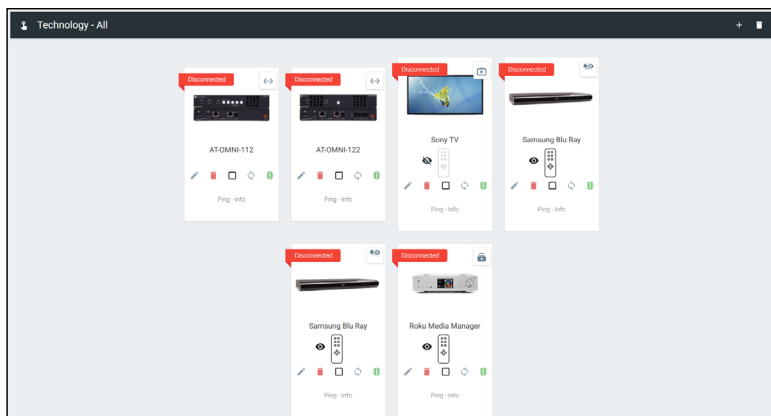 Technology - All
Disconnected
Disconnected
Disconnected
Disconnected
AT-OMNI-112
AT-OMNI-122
Sony TV
Samsung Blu Ray
Ping - Info
Ping - Info
Ping - Info
Ping - Info
Disconnected
Disconnected
Samsung Blu Ray
Roku Media Manager
Ping - Info
Ping - Info